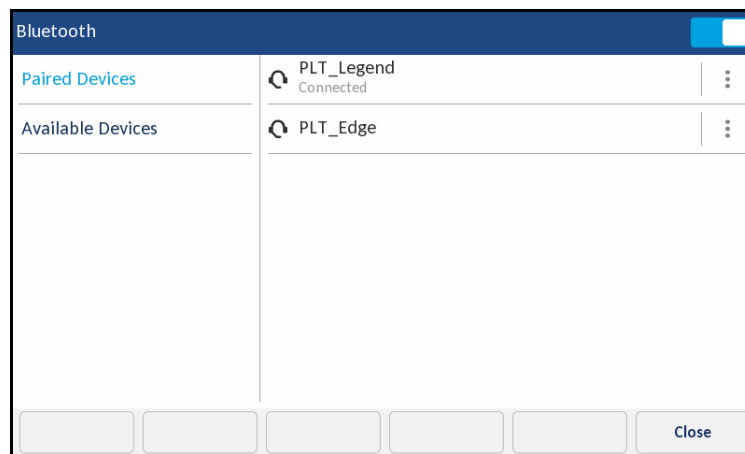 Bluetooth
Paired Devices
Available Devices
PLT_Legend
Connected
PLT_Edge
Close